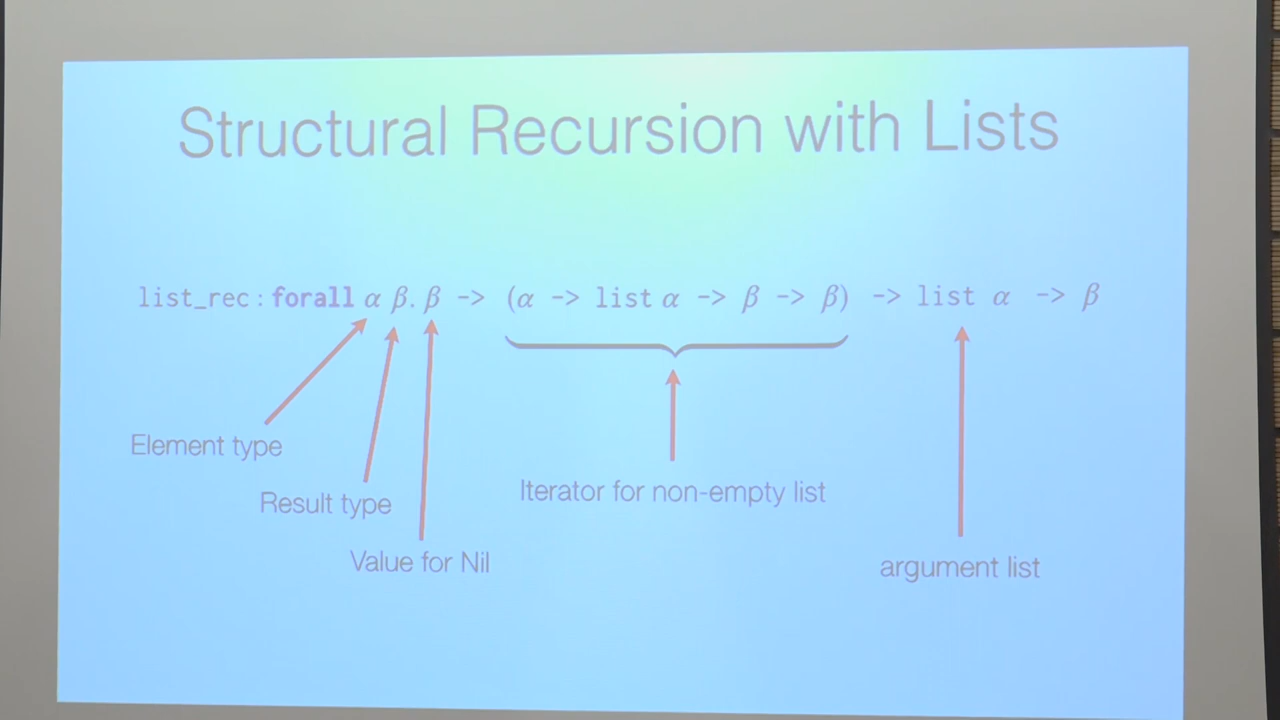 Structural Recursion with Lists
list_rec : forall α β. β -> (α -> list α -> β -> β) -> list α -> β
Element type
Result type
Iterator for non-empty list
Value for Nil
argument list